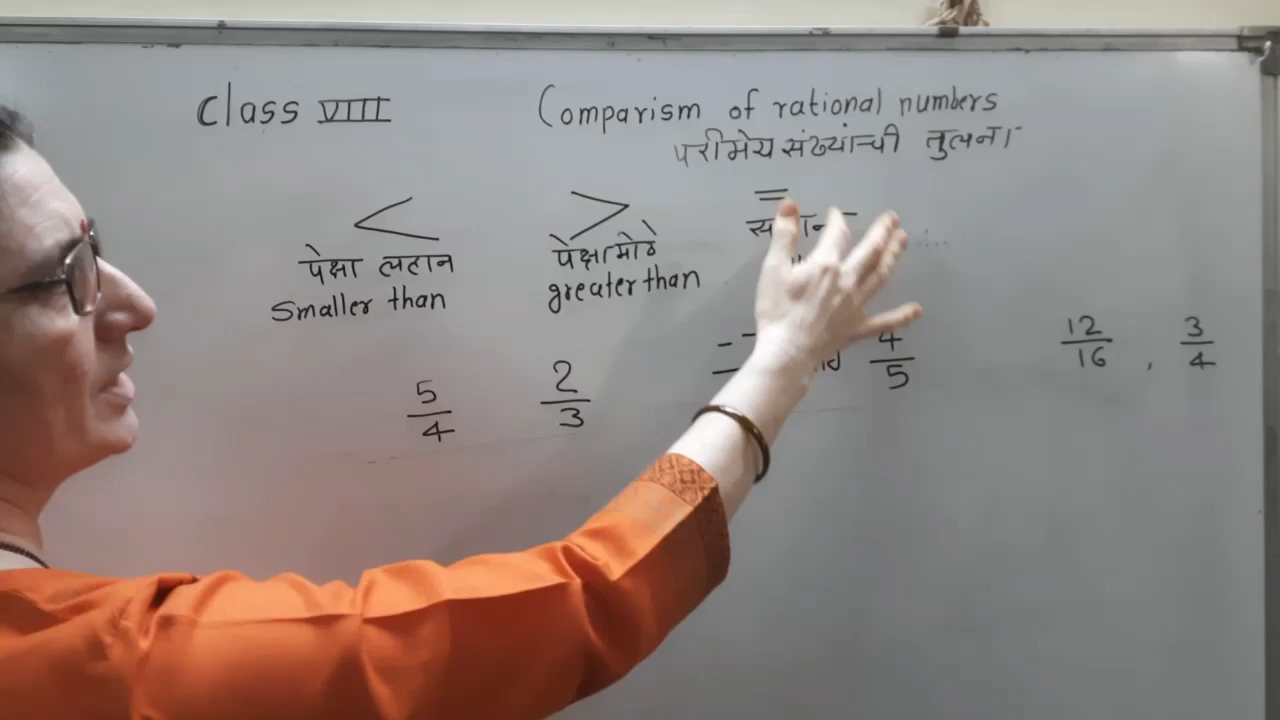 Class VIII
Comparism of rational numbers
परीमेय संख्यांची तुलना
< > =
पेक्षा लहान
smaller than
पेक्षा मोठे
greater than
5/4 2/3
4/5
12/16 , 3/4